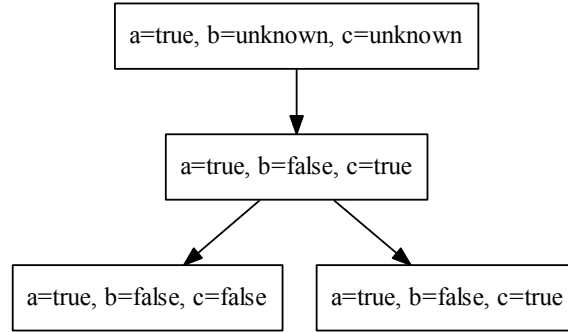 a=true, b=unknown, c=unknown
a=true, b=false, c=true
a=true, b=false, c=false
a=true, b=false, c=true